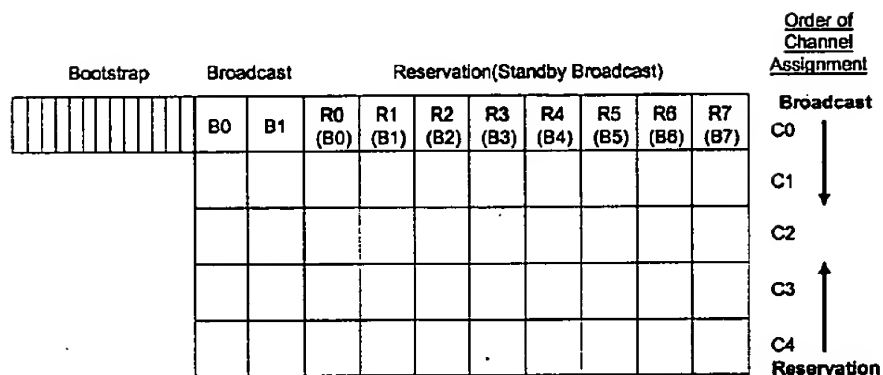 Order of
Channel
Assignment
Bootstrap Broadcast Reservation(Standby Broadcast)
Broadcast
B0 B1 R0 R1 R2 R3 R4 R5 R6 R7
(B0) (B1) (B2) (B3) (B4) (B5) (B6) (B7)
C0
C1
C2
C3
C4
Reservation